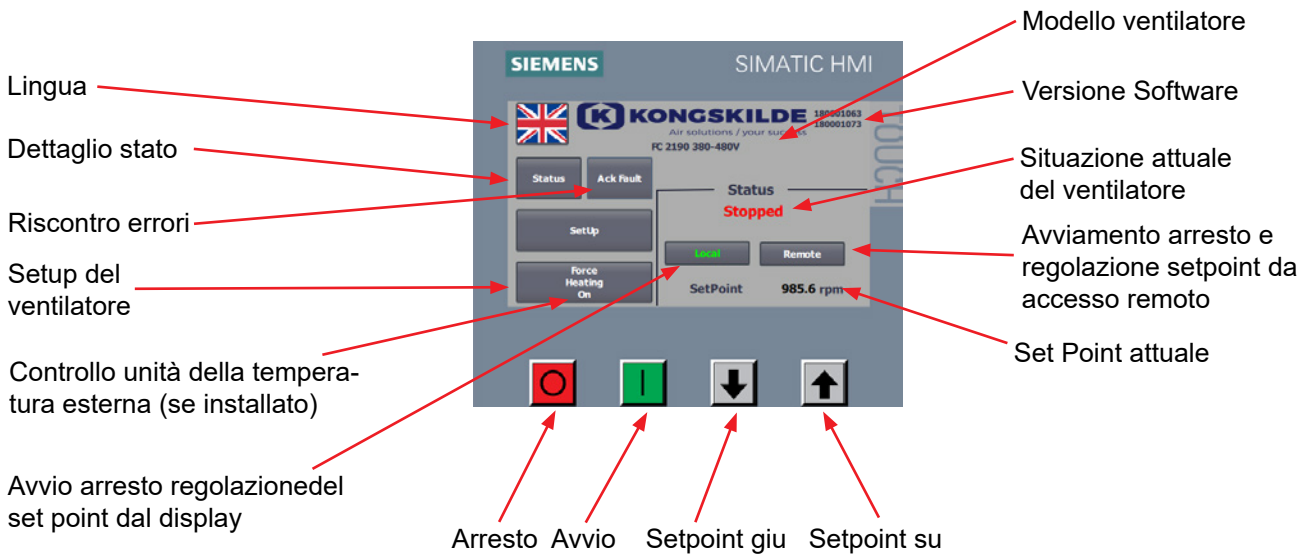 Modello ventilatore
SIEMENS
SIMATIC HMI
Lingua
Versione Software
K KONGSKILDE
180001063
180001073
Air solutions / your success
FC 2190 380-480V
TOUCH
Dettaglio stato
Status
Ack Fault
Status
Stopped
Situazione attuale
del ventilatore
Riscontro errori
SetUp
Setup del
ventilatore
Local
Remote
Avviamento arresto e
regolazione setpoint da
accesso remoto
Force
Heating
On
SetPoint
985.6 rpm
Set Point attuale
Controllo unità della tempera-
tura esterna (se installato)
Avvio arresto regolazionedel
set point dal display
Arresto
Avvio
Setpoint giu
Setpoint su